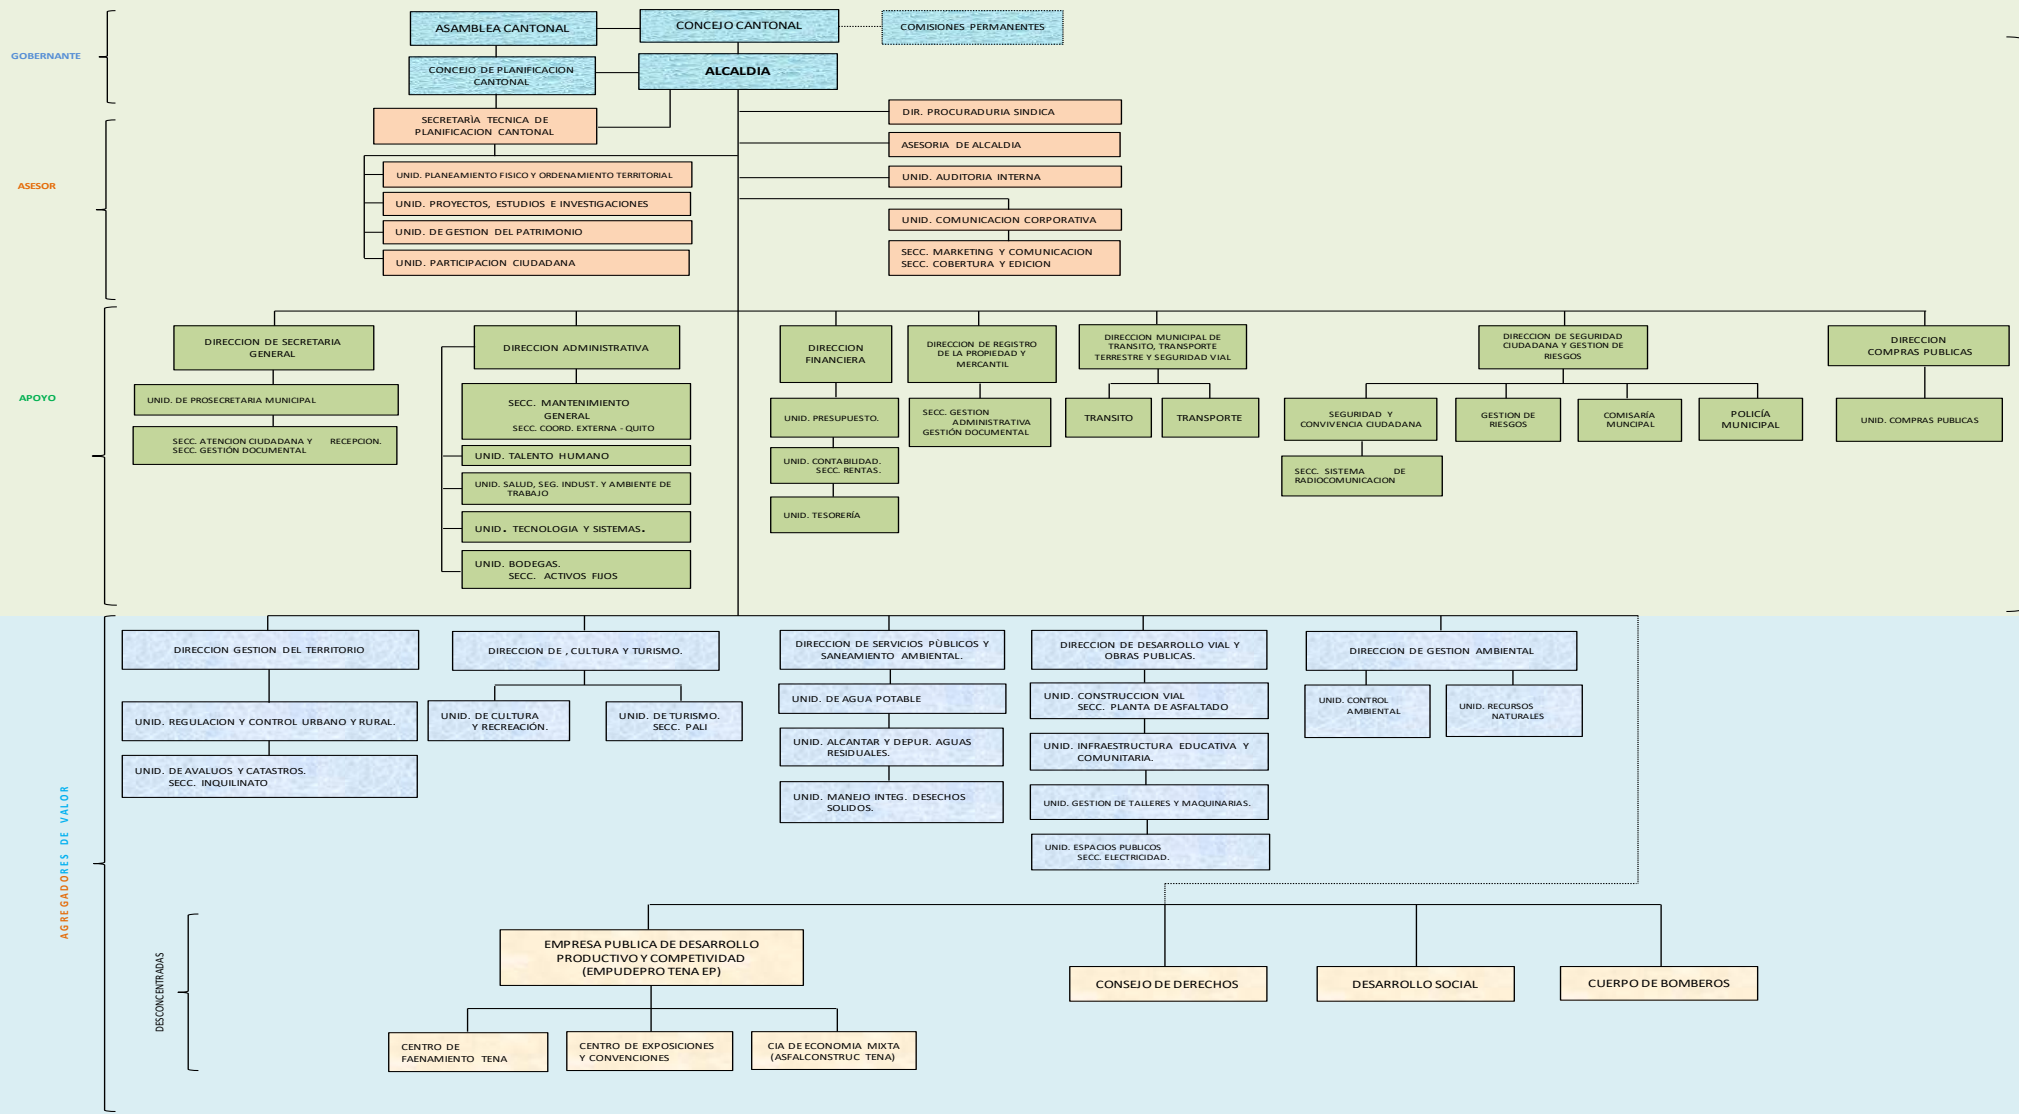 GOBERNANTE
ASAMBLEA CANTONAL
CONCEJO CANTONAL
COMISIONES PERMANENTES
CONCEJO DE PLANIFICACION
CANTONAL
ALCALDIA
ASESOR
SECRETARÌA TECNICA DE
PLANIFICACION CANTONAL
UNID. PLANEAMIENTO FISICO Y ORDENAMIENTO TERRITORIAL
UNID. PROYECTOS, ESTUDIOS E INVESTIGACIONES
UNID. DE GESTION DEL PATRIMONIO
UNID. PARTICIPACION CIUDADANA
DIR. PROCURADURIA SINDICA
ASESORIA DE ALCALDIA
UNID. AUDITORIA INTERNA
UNID. COMUNICACION CORPORATIVA
SECC. MARKETING Y COMUNICACION
SECC. COBERTURA Y EDICION
APOYO
DIRECCION DE SECRETARIA
GENERAL
UNID. DE PROSECRETARIA MUNICIPAL
SECC. ATENCION CIUDADANA Y RECEPCION.
SECC. GESTIÓN DOCUMENTAL
DIRECCION ADMINISTRATIVA
SECC. MANTENIMIENTO
GENERAL
SECC. COORD. EXTERNA - QUITO
UNID. TALENTO HUMANO
UNID. SALUD, SEG. INDUST. Y AMBIENTE DE
TRABAJO
UNID. TECNOLOGIA Y SISTEMAS.
UNID. BODEGAS.
SECC. ACTIVOS FIJOS
DIRECCION
FINANCIERA
UNID. PRESUPUESTO.
UNID. CONTABILIDAD.
SECC. RENTAS.
UNID. TESORERÍA
DIRECCION DE REGISTRO
DE LA PROPIEDAD Y
MERCANTIL
SECC. GESTION
ADMINISTRATIVA
GESTIÓN DOCUMENTAL
DIRECCION MUNICIPAL DE
TRANSITO, TRANSPORTE
TERRESTRE Y SEGURIDAD VIAL
TRANSITO
TRANSPORTE
DIRECCION DE SEGURIDAD
CIUDADANA Y GESTION DE
RIESGOS
SEGURIDAD Y
CONVIVENCIA CIUDADANA
SECC. SISTEMA DE
RADIOCOMUNICACION
GESTION DE
RIESGOS
COMISARÍA
MUNCIPAL
POLICÍA
MUNICIPAL
DIRECCION
COMPRAS PUBLICAS
UNID. COMPRAS PUBLICAS
AGREGADORES DE VALOR
DIRECCION GESTION DEL TERRITORIO
UNID. REGULACION Y CONTROL URBANO Y RURAL.
UNID. DE AVALUOS Y CATASTROS.
SECC. INQUILINATO
DIRECCION DE , CULTURA Y TURISMO.
UNID. DE CULTURA
Y RECREACIÓN.
UNID. DE TURISMO.
SECC. PALI
DIRECCION DE SERVICIOS PÙBLICOS Y
SANEAMIENTO AMBIENTAL.
UNID. DE AGUA POTABLE
UNID. ALCANTAR Y DEPUR. AGUAS
RESIDUALES.
UNID. MANEJO INTEG. DESECHOS
SOLIDOS.
DIRECCION DE DESARROLLO VIAL Y
OBRAS PUBLICAS.
UNID. CONSTRUCCION VIAL
SECC. PLANTA DE ASFALTADO
UNID. INFRAESTRUCTURA EDUCATIVA Y
COMUNITARIA.
UNID. GESTION DE TALLERES Y MAQUINARIAS.
UNID. ESPACIOS PUBLICOS
SECC. ELECTRICIDAD.
DIRECCION DE GESTION AMBIENTAL
UNID. CONTROL
AMBIENTAL
UNID. RECURSOS
NATURALES
DESCONCENTRADAS
EMPRESA PUBLICA DE DESARROLLO
PRODUCTIVO Y COMPETIVIDAD
(EMPUDEPRO TENA EP)
CENTRO DE
FAENAMIENTO TENA
CENTRO DE EXPOSICIONES
Y CONVENCIONES
CIA DE ECONOMIA MIXTA
(ASFALCONSTRUC TENA)
CONSEJO DE DERECHOS
DESARROLLO SOCIAL
CUERPO DE BOMBEROS